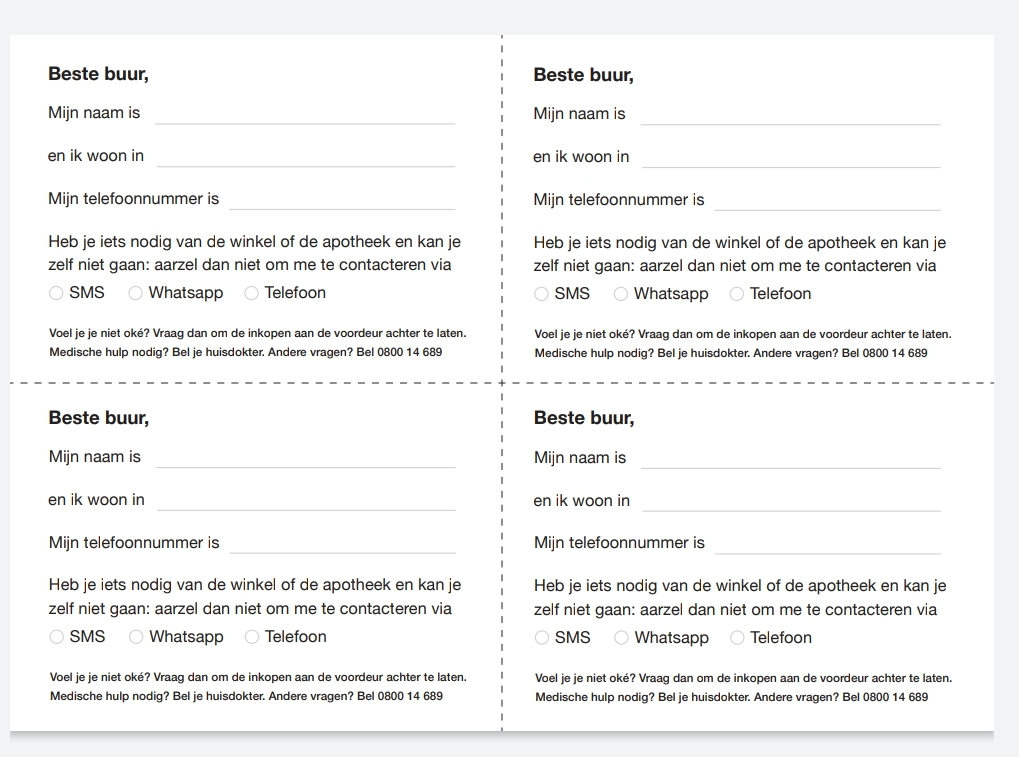 Beste buur,
Mijn naam is
en ik woon in
Mijn telefoonnummer is
Heb je iets nodig van de winkel of de apotheek en kan je
zelf niet gaan: aarzel dan niet om me te contacteren via
SMS Whatsapp Telefoon
Voel je je niet oké? Vraag dan om de inkopen aan de voordeur achter te laten.
Medische hulp nodig? Bel je huisdokter. Andere vragen? Bel 0800 14 689
Beste buur,
Mijn naam is
en ik woon in
Mijn telefoonnummer is
Heb je iets nodig van de winkel of de apotheek en kan je
zelf niet gaan: aarzel dan niet om me te contacteren via
SMS Whatsapp Telefoon
Voel je je niet oké? Vraag dan om de inkopen aan de voordeur achter te laten.
Medische hulp nodig? Bel je huisdokter. Andere vragen? Bel 0800 14 689
Beste buur,
Mijn naam is
en ik woon in
Mijn telefoonnummer is
Heb je iets nodig van de winkel of de apotheek en kan je
zelf niet gaan: aarzel dan niet om me te contacteren via
SMS Whatsapp Telefoon
Voel je je niet oké? Vraag dan om de inkopen aan de voordeur achter te laten.
Medische hulp nodig? Bel je huisdokter. Andere vragen? Bel 0800 14 689
Beste buur,
Mijn naam is
en ik woon in
Mijn telefoonnummer is
Heb je iets nodig van de winkel of de apotheek en kan je
zelf niet gaan: aarzel dan niet om me te contacteren via
SMS Whatsapp Telefoon
Voel je je niet oké? Vraag dan om de inkopen aan de voordeur achter te laten.
Medische hulp nodig? Bel je huisdokter. Andere vragen? Bel 0800 14 689